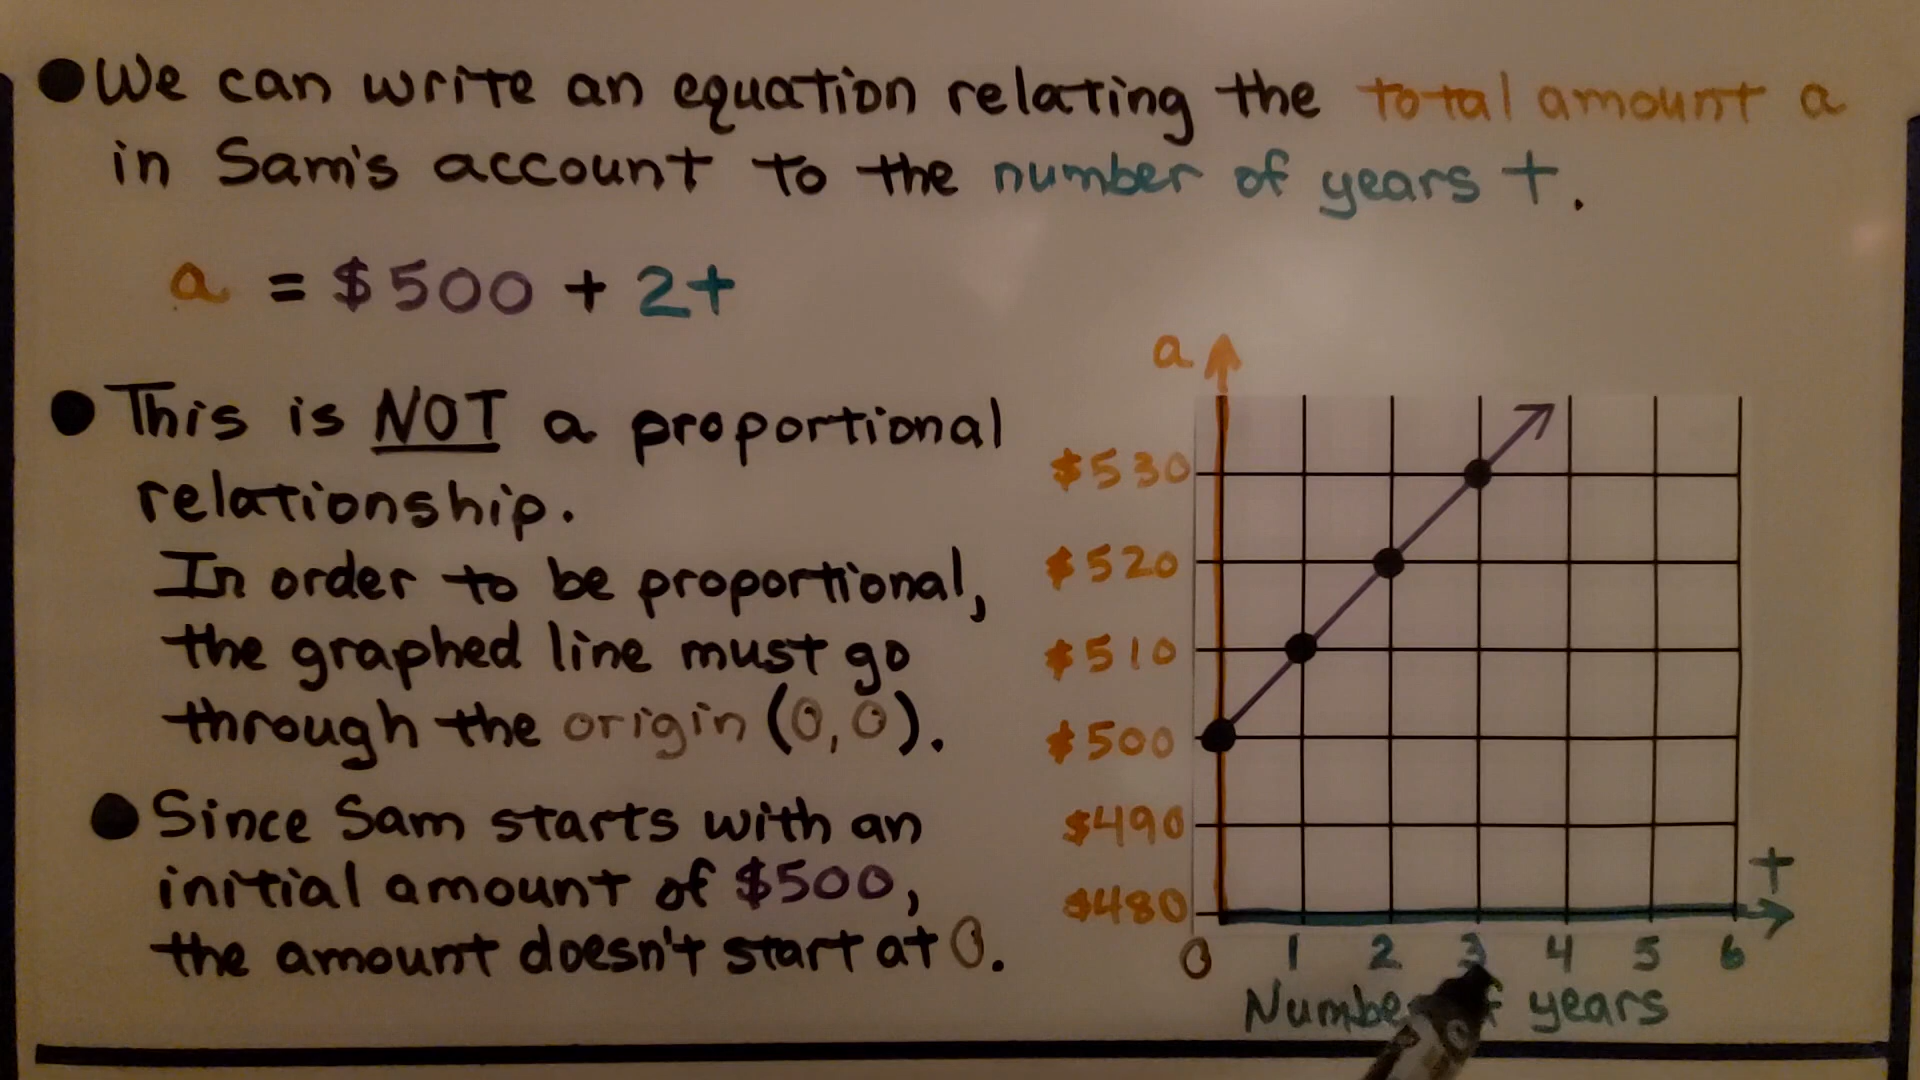 We can write an equation relating the total amount a
in Sam's account to the number of years t.
a = $500 + 2t
This is NOT a proportional
relationship.
In order to be proportional,
the graphed line must go
through the origin (0,0).
Since Sam starts with an
initial amount of $500,
the amount doesn't start at 0.
a
$530
$520
$510
$500
$490
$480
t
0 1 2 3 4 5 6
Number of years